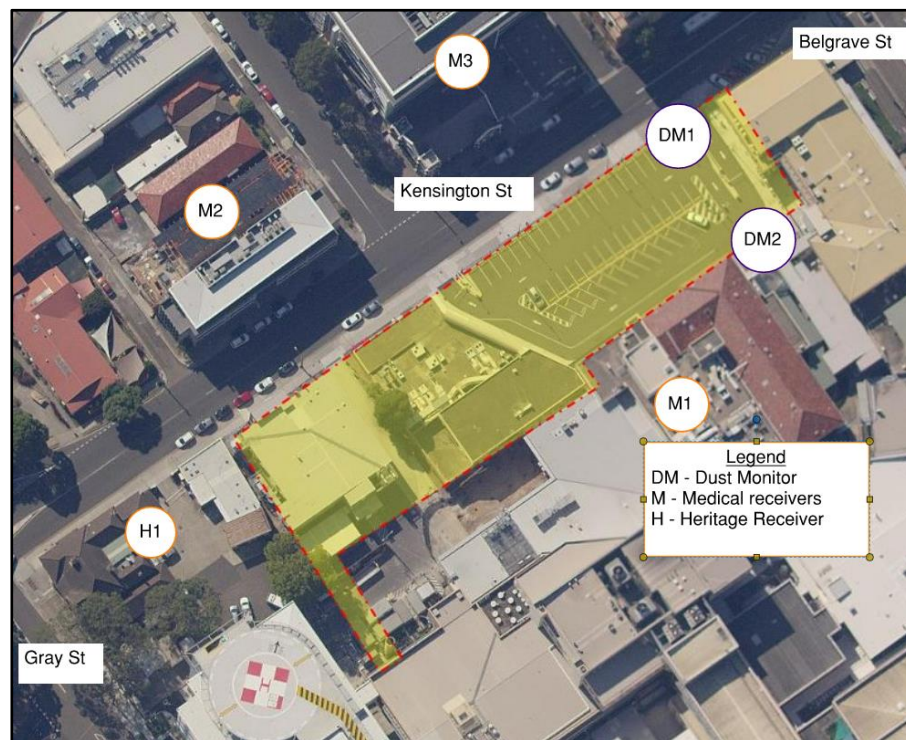 Belgrave St
M3
DM1
Kensington St
M2
DM2
M1
Legend
DM - Dust Monitor
M - Medical receivers
H - Heritage Receiver
H1
Gray St
H